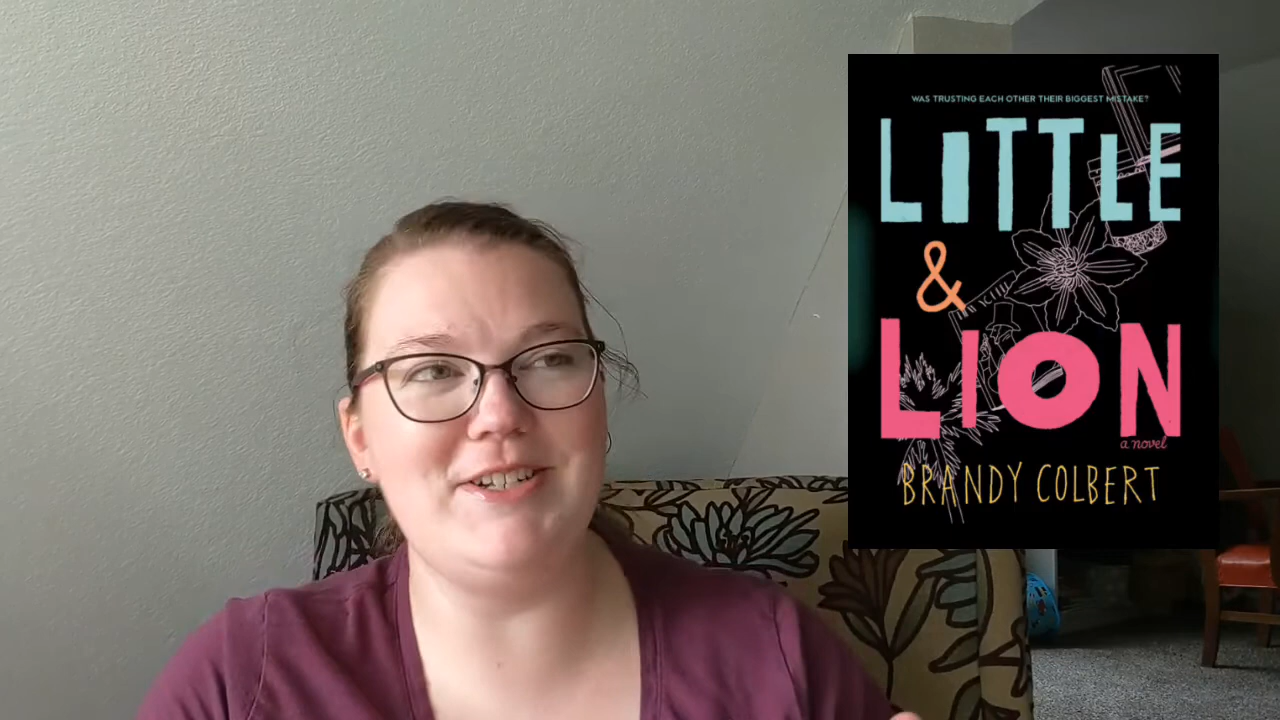 WAS TRUSTING EACH OTHER THEIR BIGGEST MISTAKE?
LITTLE
&
LION
a novel
BRANDY COLBERT